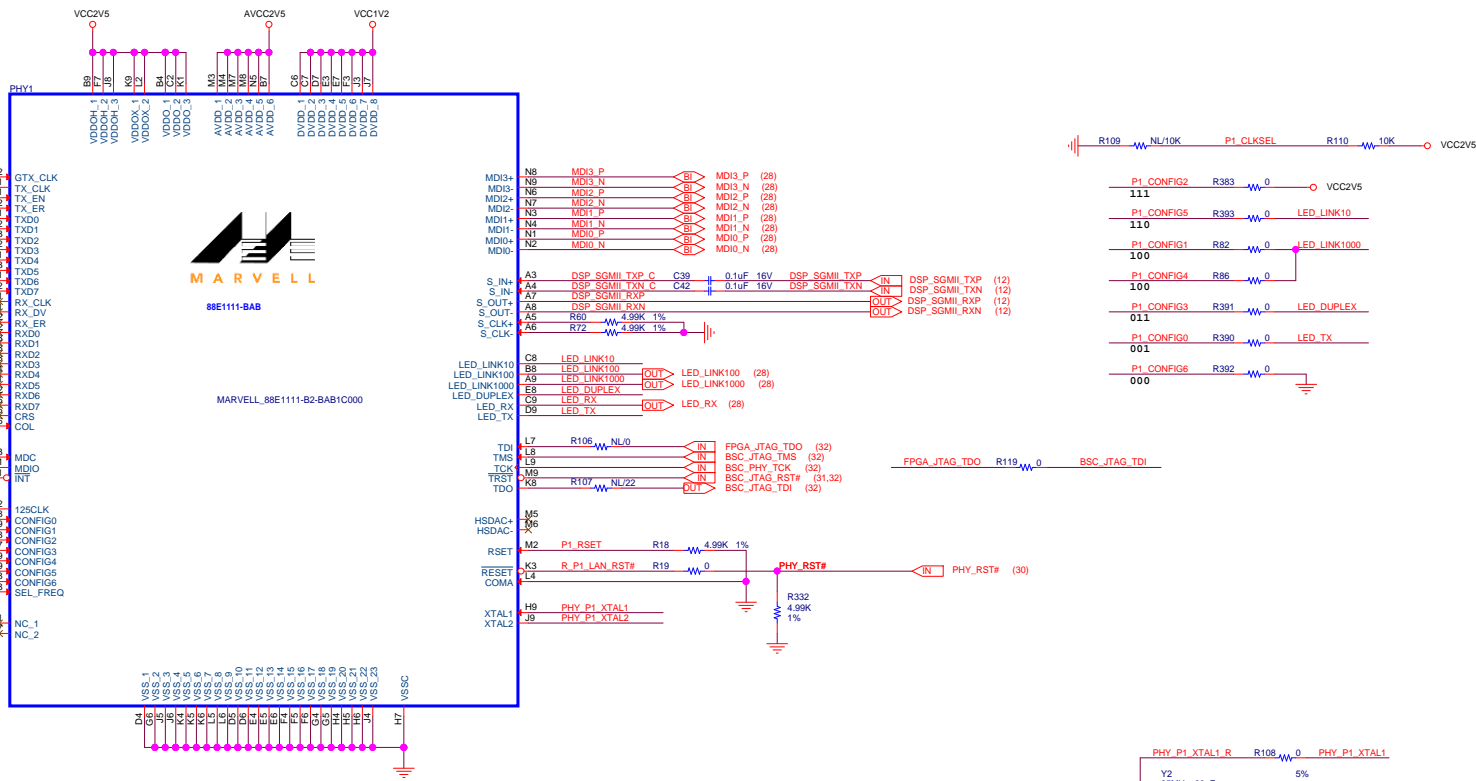 VCC2V5 AVCC2V5 VCC1V2
B9 F7 J8 K9 L2 B4 C2 K1 M3 M4 M7 M8 N5 B7 C6 C7 D7 E3 E7 F3 J3 J7
PHY1
VDDOH_1 VDDOH_2 VDDOH_3 VDDOX_1 VDDOX_2 VDDO_1 VDDO_2 VDDO_3 AVDD_1 AVDD_2 AVDD_3 AVDD_4 AVDD_5 AVDD_6 DVDD_1 DVDD_2 DVDD_3 DVDD_4 DVDD_5 DVDD_6 DVDD_7 DVDD_8
GTX_CLK
TX_CLK
TX_EN
TX_ER
TXD0
TXD1
TXD2
TXD3
TXD4
TXD5
TXD6
TXD7
RX_CLK
RX_DV
RX_ER
RXD0
RXD1
RXD2
RXD3
RXD4
RXD5
RXD6
RXD7
CRS
COL
MDC
MDIO
INT
125CLK
CONFIG0
CONFIG1
CONFIG2
CONFIG3
CONFIG4
CONFIG5
CONFIG6
SEL_FREQ
NC_1
NC_2
MARVELL
88E1111-BAB
MARVELL_88E1111-B2-BAB1C000
MDI3+ N8 MDI3_P BI MDI3_P (28)
MDI3- N9 MDI3_N BI MDI3_N (28)
MDI2+ N6 MDI2_P BI MDI2_P (28)
MDI2- N7 MDI2_N BI MDI2_N (28)
MDI1+ N3 MDI1_P BI MDI1_P (28)
MDI1- N4 MDI1_N BI MDI1_N (28)
MDI0+ N1 MDI0_P BI MDI0_P (28)
MDI0- N2 MDI0_N BI MDI0_N (28)
S_IN+ A3 DSP_SGMII_TXP_C C39 0.1uF 16V DSP_SGMII_TXP IN DSP_SGMII_TXP (12)
S_IN- A4 DSP_SGMII_TXN_C C42 0.1uF 16V DSP_SGMII_TXN IN DSP_SGMII_TXN (12)
S_OUT+ A7 DSP_SGMII_RXP OUT DSP_SGMII_RXP (12)
S_OUT- A8 DSP_SGMII_RXN OUT DSP_SGMII_RXN (12)
S_CLK+ A5 R60 4.99K 1%
S_CLK- A6 R72 4.99K 1%
LED_LINK10 C8 LED_LINK10
LED_LINK100 B8 LED_LINK100 OUT LED_LINK100 (28)
LED_LINK1000 A9 LED_LINK1000 OUT LED_LINK1000 (28)
LED_DUPLEX E8 LED_DUPLEX
LED_RX C9 LED_RX OUT LED_RX (28)
LED_TX D9 LED_TX
TDI L7 R106 NL/0 IN FPGA_JTAG_TDO (32)
TMS L8 IN BSC_JTAG_TMS (32)
TCK L9 IN BSC_PHY_TCK (32)
TRST M9 IN BSC_JTAG_RST# (31,32)
TDO K8 R107 NL/22 OUT BSC_JTAG_TDI (32)
HSDAC+ M5
HSDAC- M6
RSET M2 P1_RSET R18 4.99K 1%
RESET K3 R_P1_LAN_RST# R19 0 PHY_RST# IN PHY_RST# (30)
COMA L4
R332
4.99K
1%
XTAL1 H9 PHY_P1_XTAL1
XTAL2 J9 PHY_P1_XTAL2
VSS_1 VSS_2 VSS_3 VSS_4 VSS_5 VSS_6 VSS_7 VSS_8 VSS_9 VSS_10 VSS_11 VSS_12 VSS_13 VSS_14 VSS_15 VSS_16 VSS_17 VSS_18 VSS_19 VSS_20 VSS_21 VSS_22 VSS_23 VSSC
D4 G6 J5 J6 K4 K5 K6 L5 L6 D5 D6 E4 E5 E6 F4 F5 F6 G4 G5 H4 H5 H6 J4 H7
R109 NL/10K P1_CLKSEL R110 10K VCC2V5
P1_CONFIG2 R383 0 VCC2V5
111
P1_CONFIG5 R393 0 LED_LINK10
110
P1_CONFIG1 R82 0 LED_LINK1000
100
P1_CONFIG4 R86 0
100
P1_CONFIG3 R391 0 LED_DUPLEX
011
P1_CONFIG0 R390 0 LED_TX
001
P1_CONFIG6 R392 0
000
FPGA_JTAG_TDO R119 0 BSC_JTAG_TDI
PHY_P1_XTAL1_R R108 0 PHY_P1_XTAL1
Y2 5%